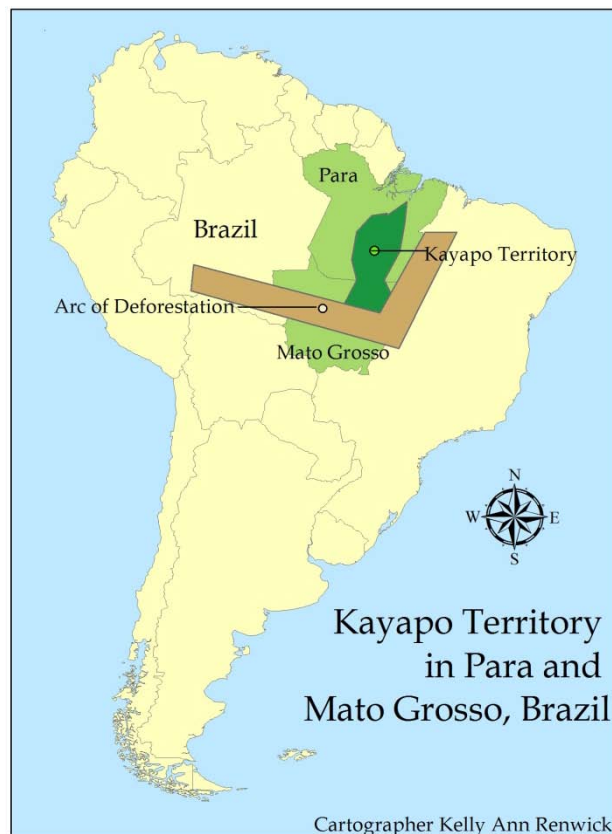 Para
Brazil
Kayapo Territory
Arc of Deforestation
Mato Grosso
N
W E
S
Kayapo Territory
in Para and
Mato Grosso, Brazil
Cartographer Kelly Ann Renwick